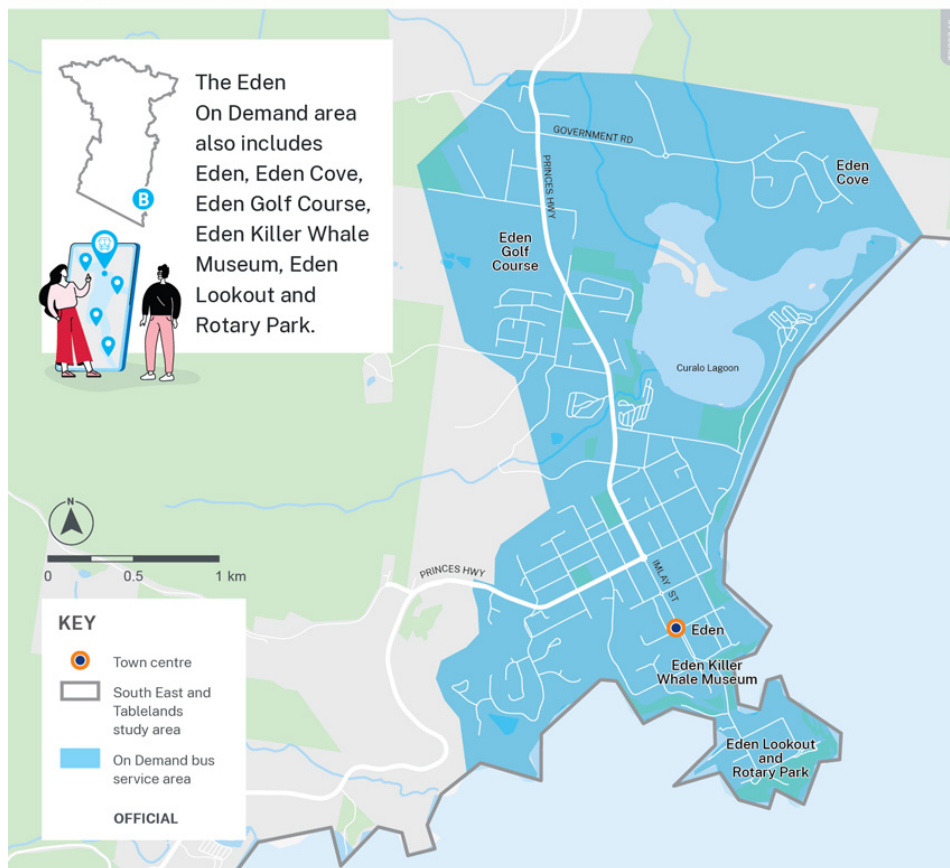 The Eden
On Demand area
also includes
Eden, Eden Cove,
Eden Golf Course,
Eden Killer Whale
Museum, Eden
Lookout and
Rotary Park.
B
GOVERNMENT RD
PRINCES HWY
Eden
Cove
Eden
Golf
Course
Curalo Lagoon
N
0 0.5 1 km
PRINCES HWY
IMLAY ST
Eden
Eden Killer
Whale Museum
Eden Lookout
and
Rotary Park
KEY
Town centre
South East and
Tablelands
study area
On Demand bus
service area
OFFICIAL